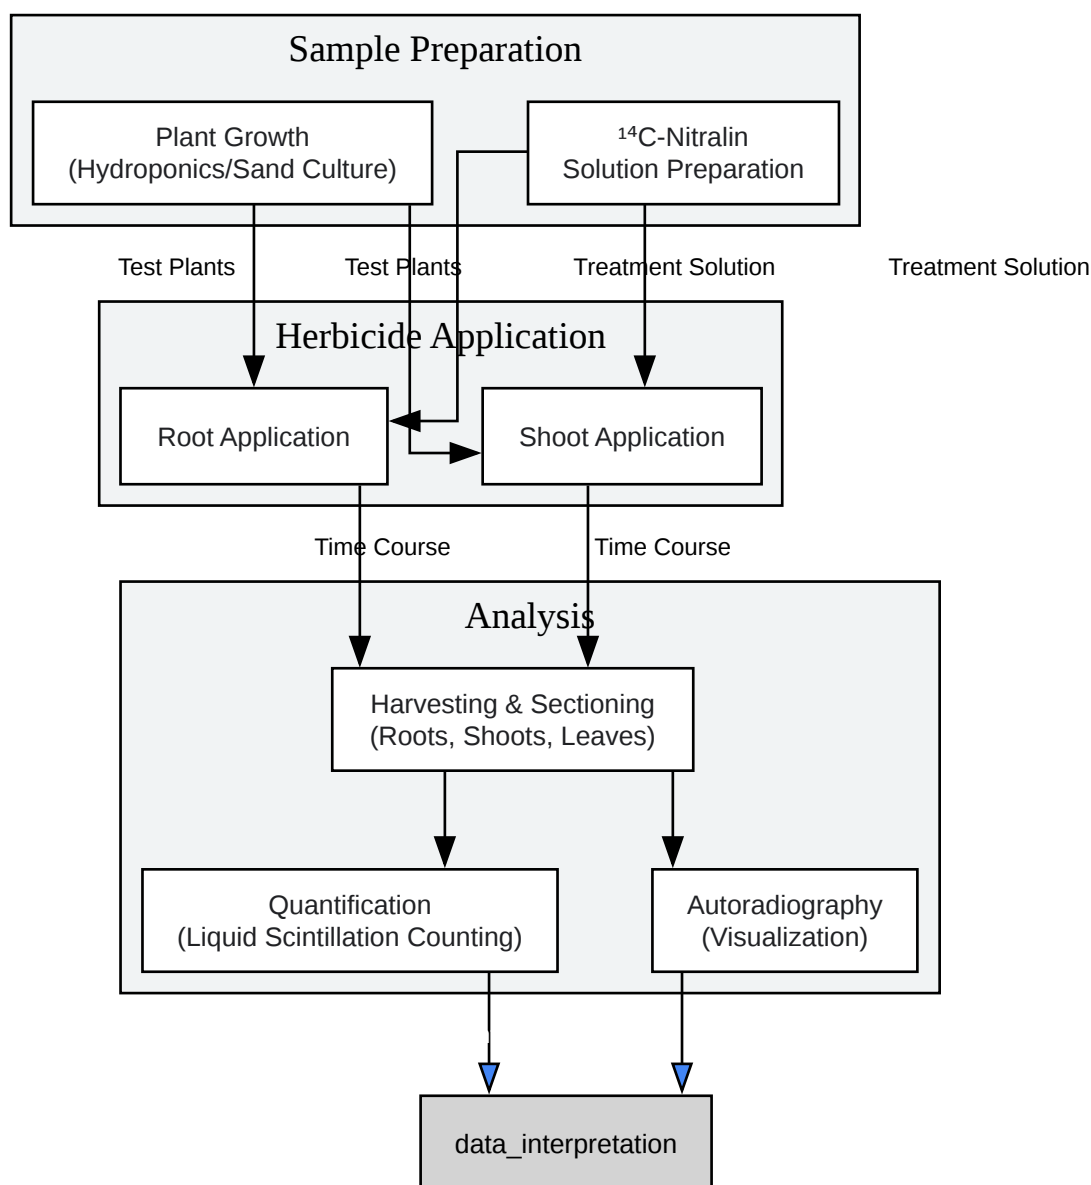 Sample Preparation
Plant Growth
(Hydroponics/Sand Culture)
¹⁴C-Nitralin
Solution Preparation
Test Plants
Test Plants
Treatment Solution
Treatment Solution
Herbicide Application
Root Application
Shoot Application
Time Course
Time Course
Analysis
Harvesting & Sectioning
(Roots, Shoots, Leaves)
Quantification
(Liquid Scintillation Counting)
Autoradiography
(Visualization)
data_interpretation